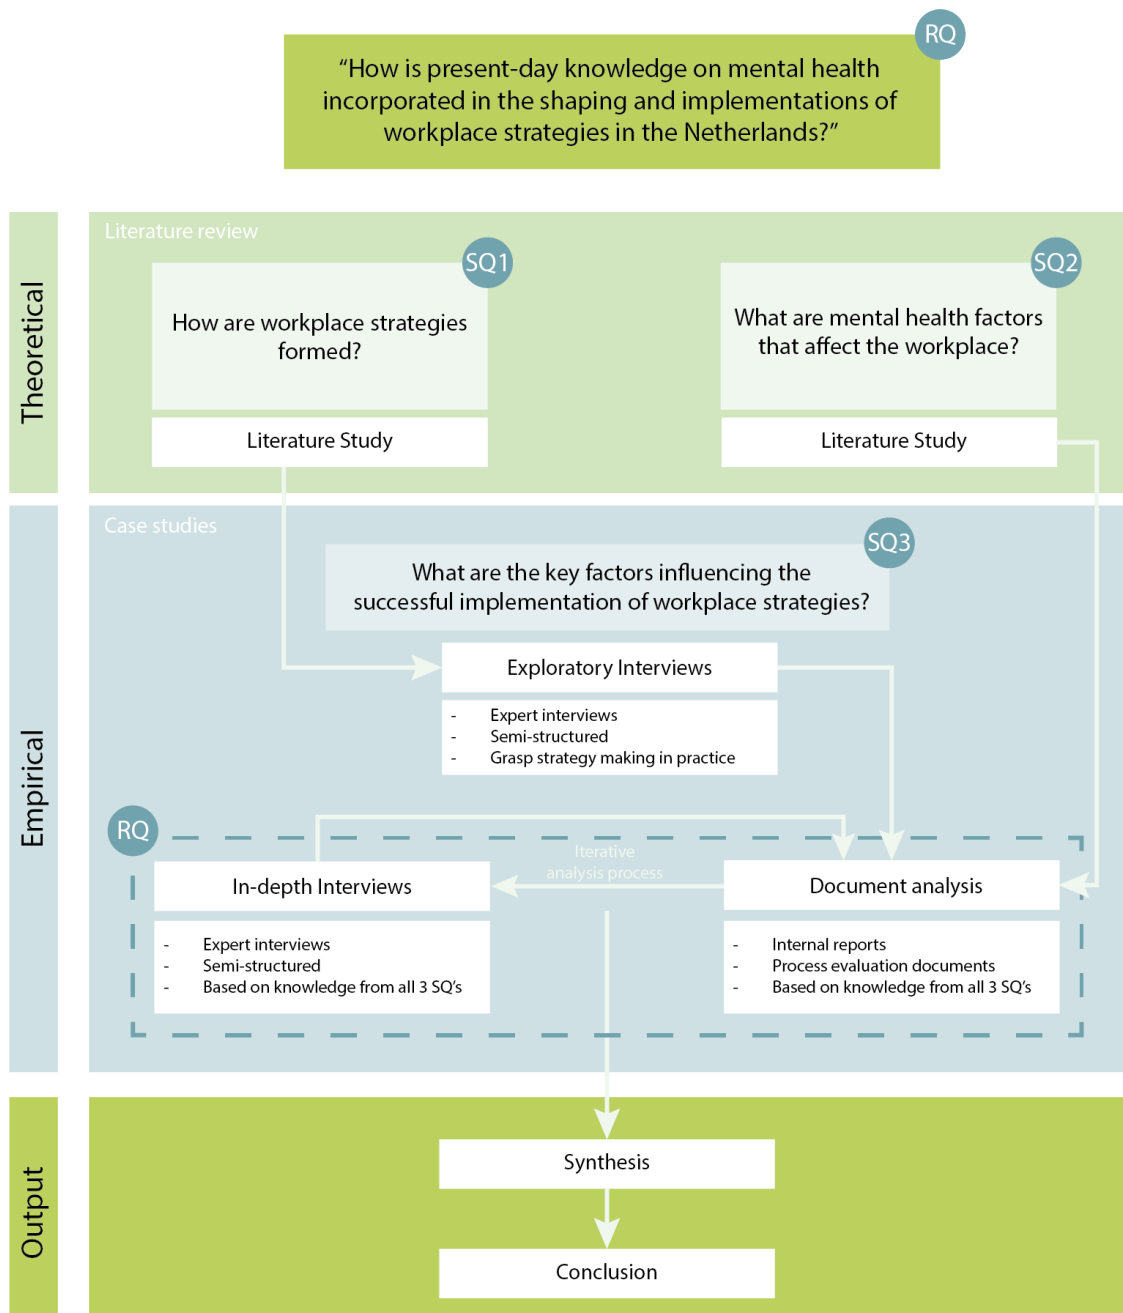 RQ
“How is present-day knowledge on mental health
incorporated in the shaping and implementations of
workplace strategies in the Netherlands?”
Theoretical
Literature review
SQ1
How are workplace strategies
formed?
Literature Study
SQ2
What are mental health factors
that affect the workplace?
Literature Study
Empirical
Case studies
SQ3
What are the key factors influencing the
successful implementation of workplace strategies?
Exploratory Interviews
- Expert interviews
- Semi-structured
- Grasp strategy making in practice
RQ
Iterative
analysis process
In-depth Interviews
- Expert interviews
- Semi-structured
- Based on knowledge from all 3 SQ’s
Document analysis
- Internal reports
- Process evaluation documents
- Based on knowledge from all 3 SQ’s
Output
Synthesis
Conclusion